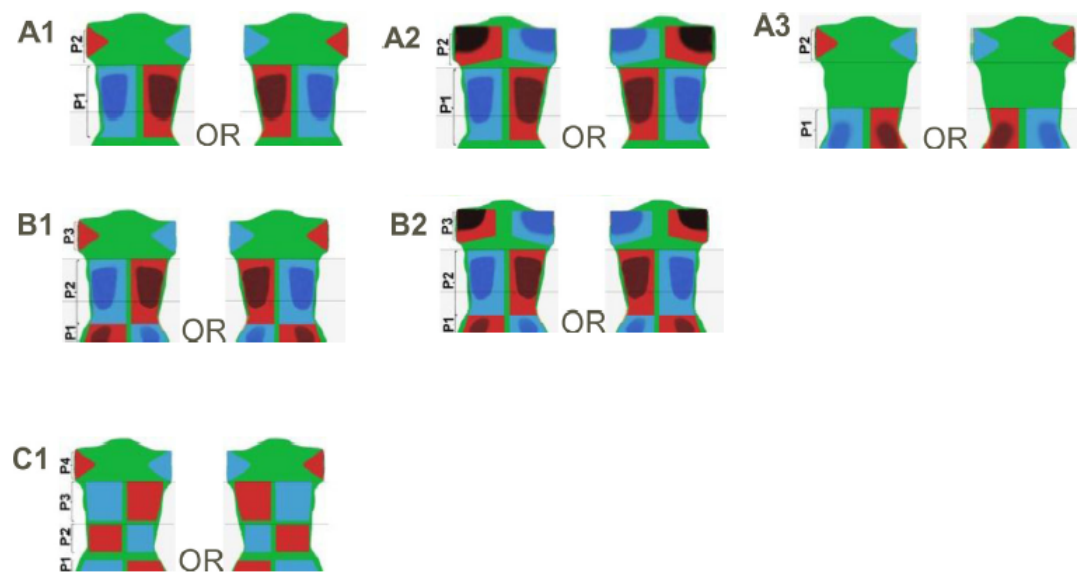 A1 P2 P1 OR
A2 P2 P1 OR
A3 P2 P1 OR
B1 P3 P2 P1 OR
B2 P3 P2 P1 OR
C1 P4 P3 P2 P1 OR